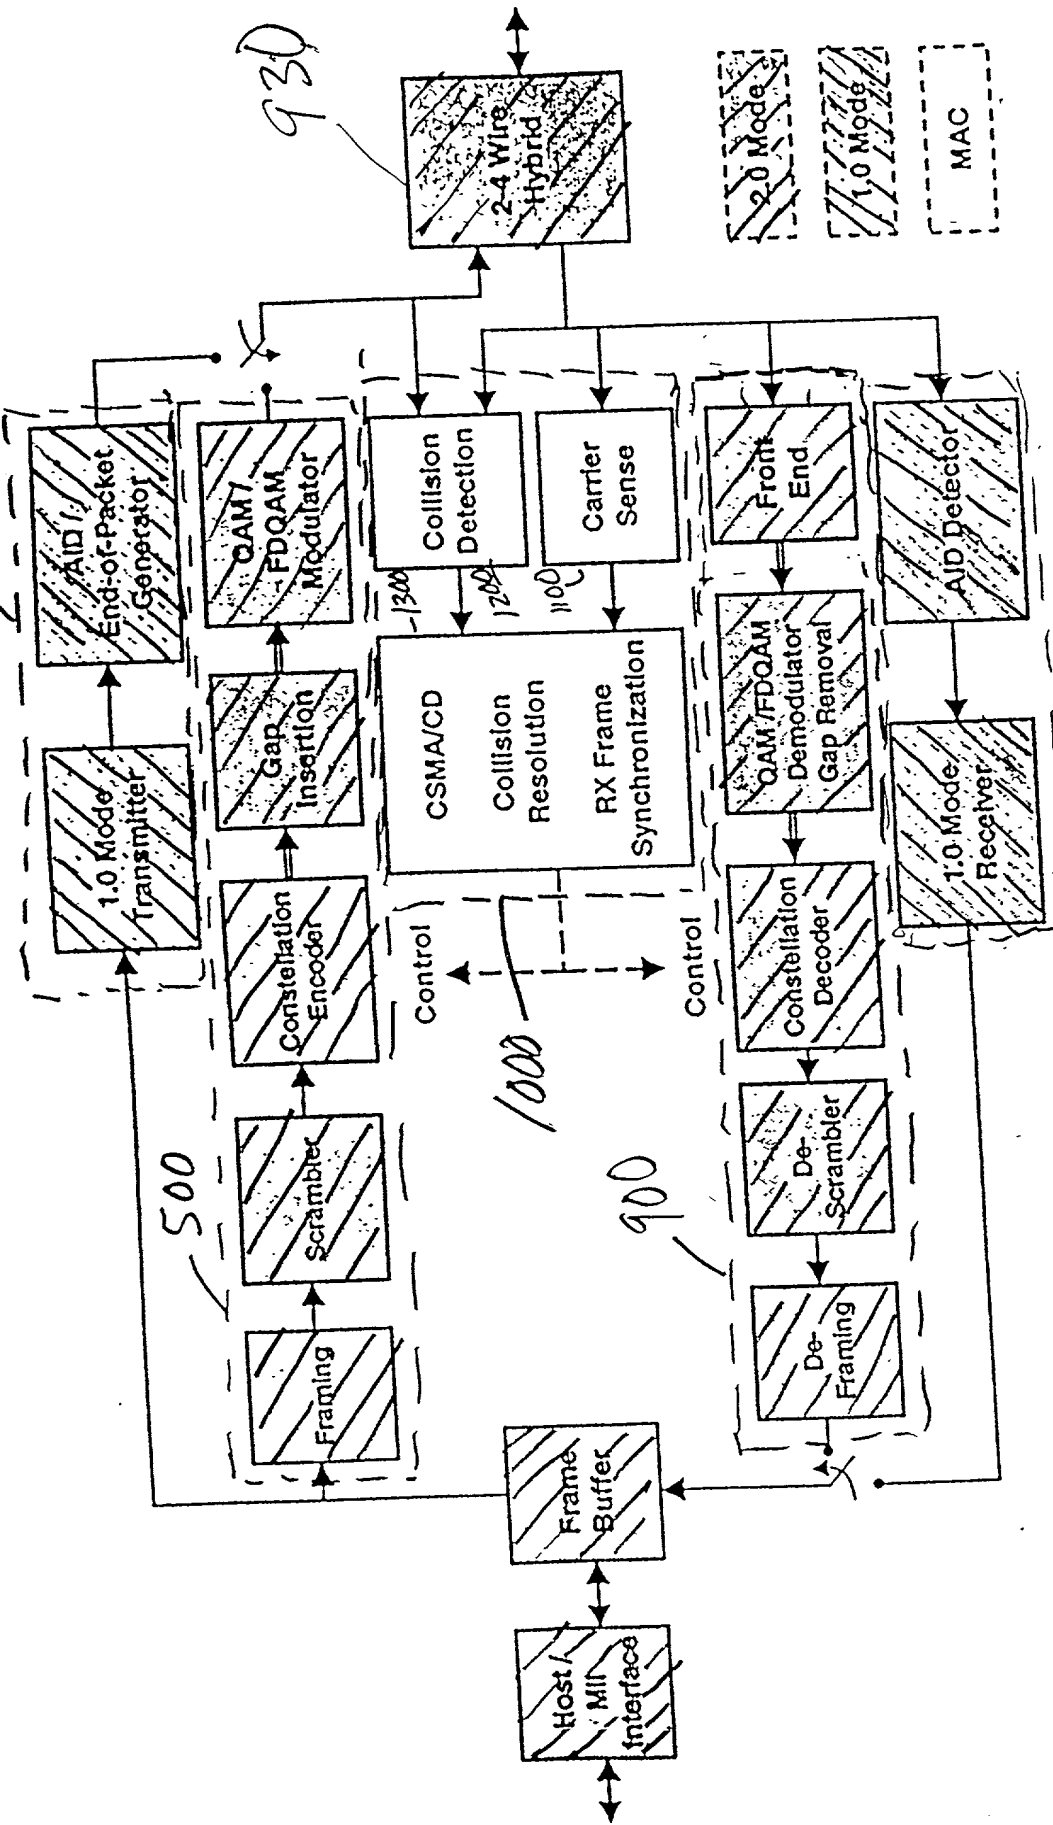 930
2-4 Wire
Hybrid
2.0 Mode
1.0 Mode
MAC
AID /
End-of-Packet
Generator
1.0 Mode
Transmitter
QAM /
FDQAM
Modulator
Gap
Insertion
Constellation
Encoder
Scrambler
Framing
500
Collision
Detection
Carrier
Sense
1300
1200
1100
CSMA/CD
Collision
Resolution
RX Frame
Synchronization
Control
Control
1000
Front
End
QAM /FDQAM
Demodulator
Gap Removal
Constellation
Decoder
De-
Scrambler
De-
Framing
900
AID Detector
1.0 Mode
Receiver
Frame
Buffer
Host /
MII
Interface